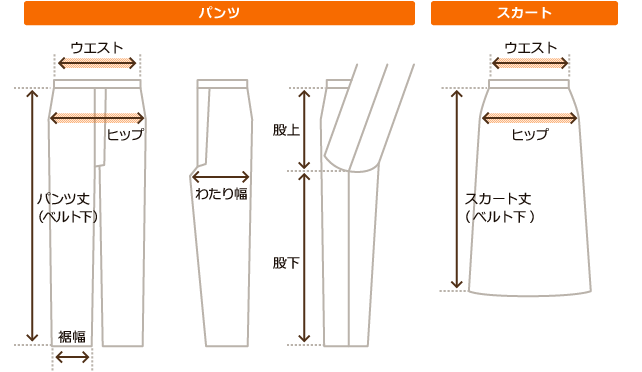 パンツ
スカート
ウエスト
ヒップ
パンツ丈
（ベルト下）
裾幅
わたり幅
股上
股下
ウエスト
ヒップ
スカート丈
（ベルト下）